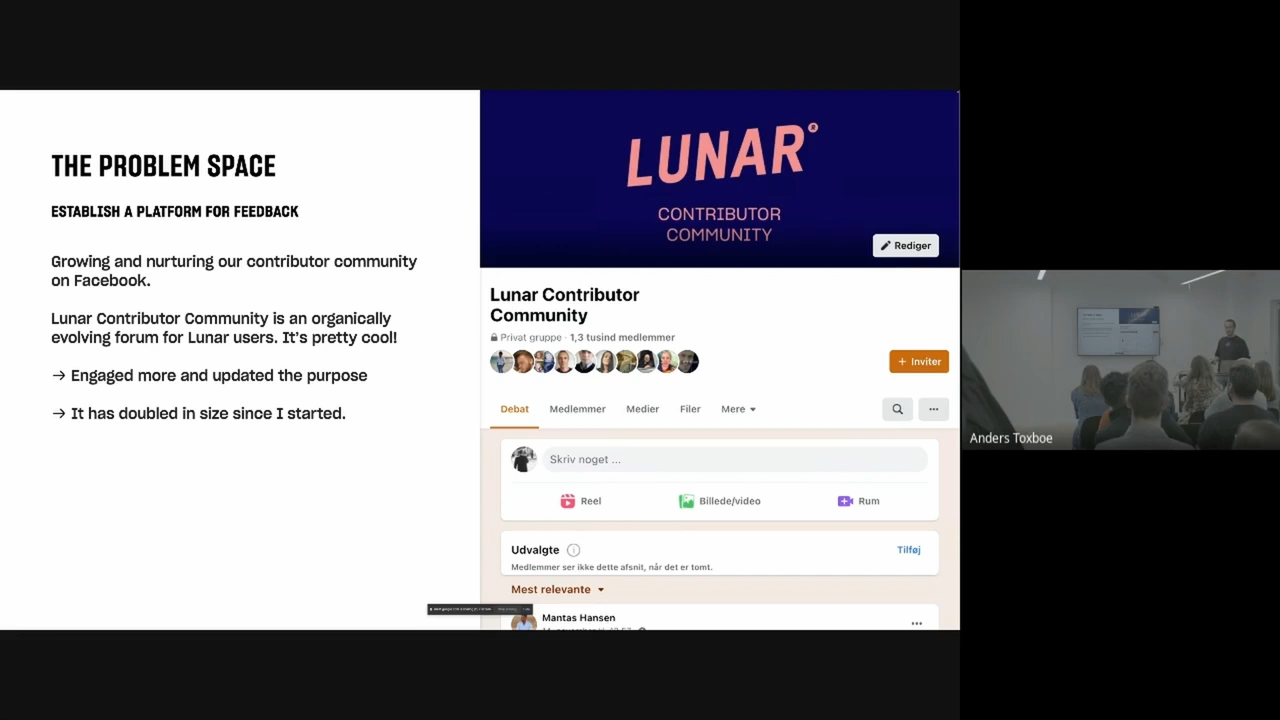 THE PROBLEM SPACE
ESTABLISH A PLATFORM FOR FEEDBACK
Growing and nurturing our contributor community
on Facebook.
Lunar Contributor Community is an organically
evolving forum for Lunar users. It's pretty cool!
→ Engaged more and updated the purpose
→ It has doubled in size since I started.
LUNAR®
CONTRIBUTOR
COMMUNITY
Rediger
Lunar Contributor
Community
Privat gruppe · 1,3 tusind medlemmer
+ Inviter
Debat Medlemmer Medier Filer Mere
Skriv noget ...
Reel Billede/video Rum
Udvalgte Tilføj
Medlemmer ser ikke dette afsnit, når det er tomt.
Mest relevante
Mantas Hansen
Anders Toxboe